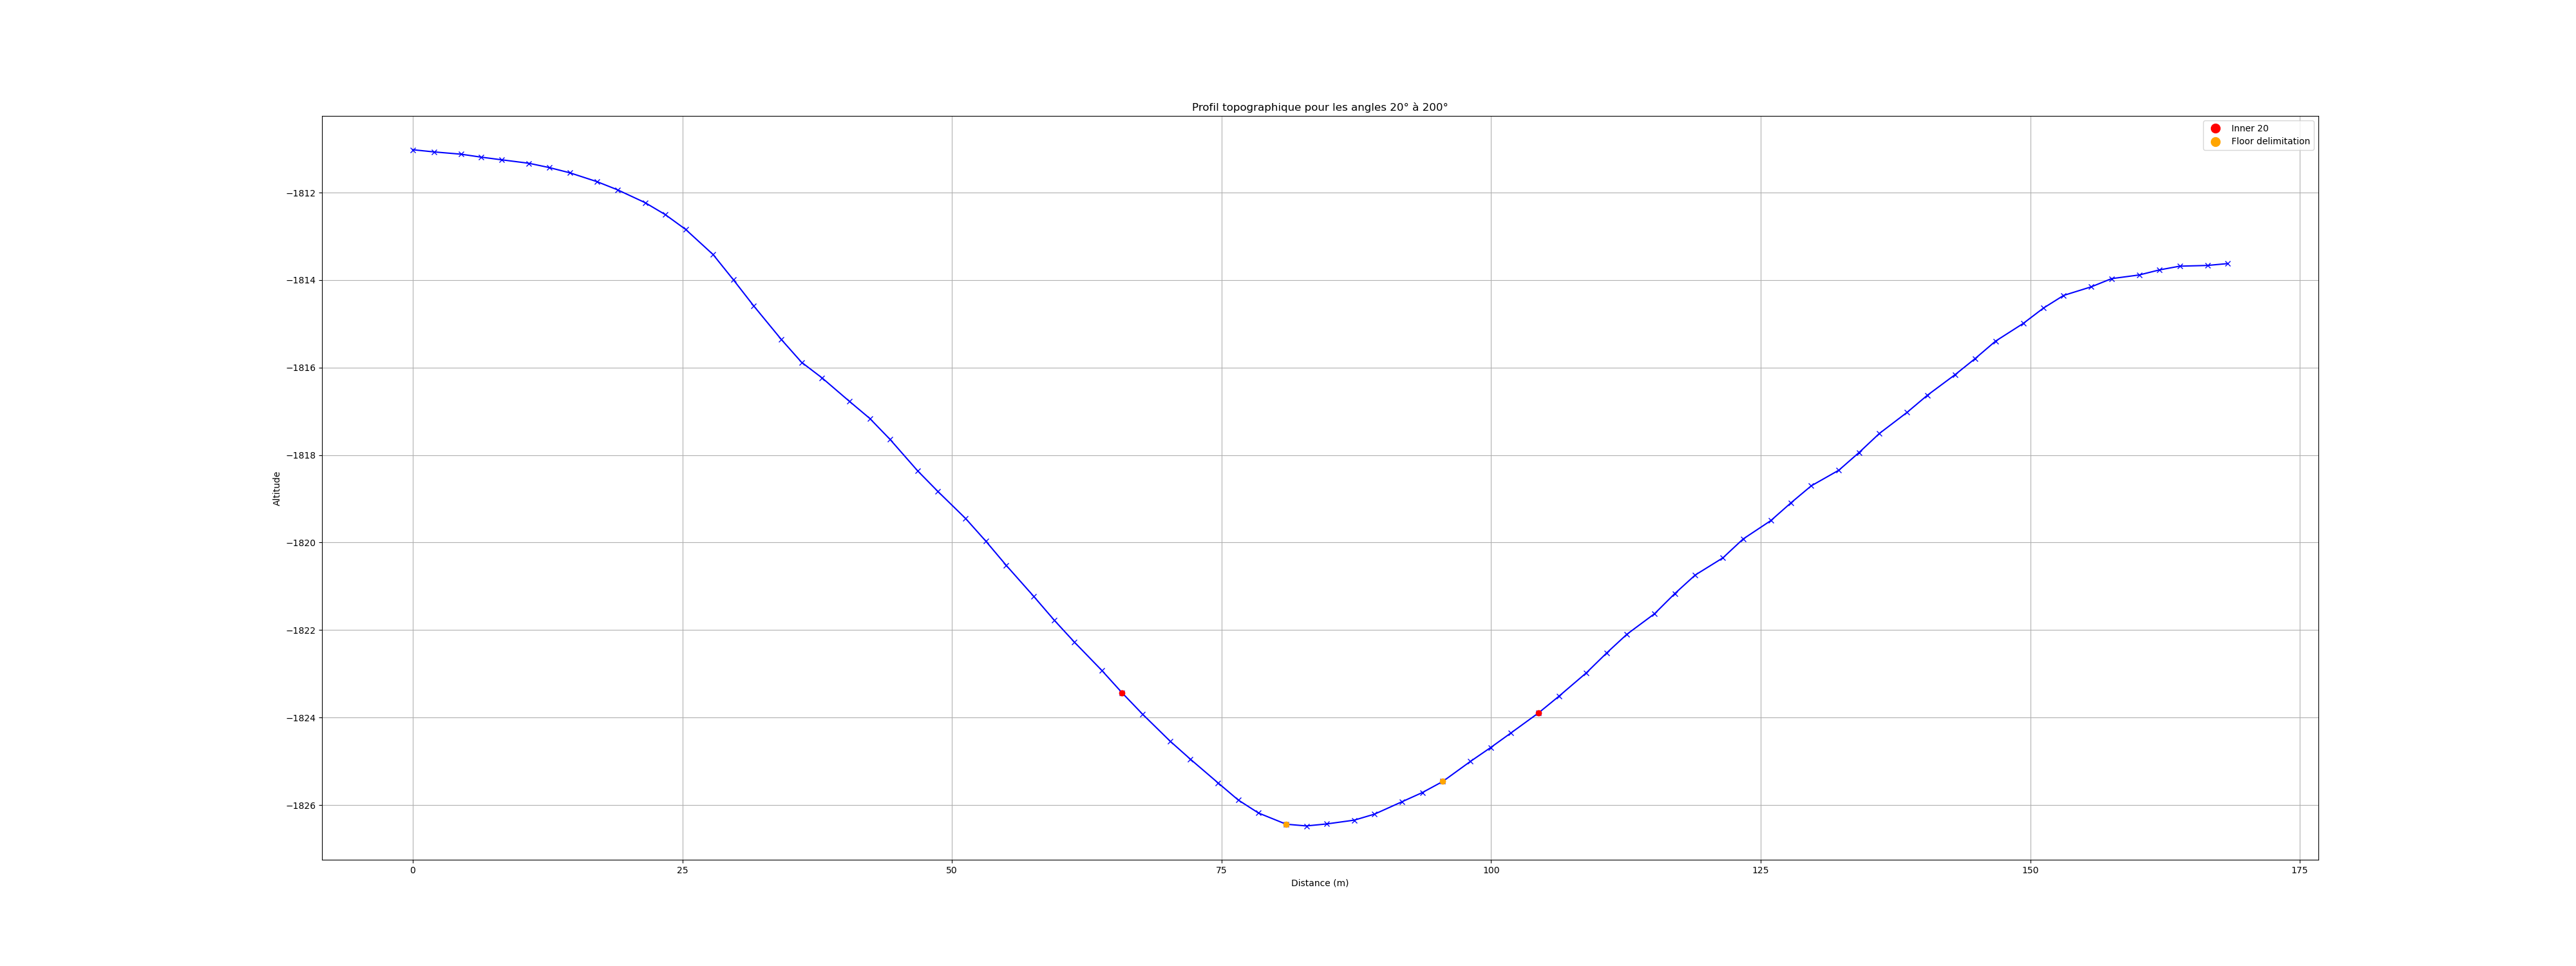 Profil topographique pour les angles 20° à 200°
Inner 20
Floor delimitation
−1812
−1814
−1816
−1818
−1820
−1822
−1824
−1826
Altitude
0 25 50 75 100 125 150 175
Distance (m)